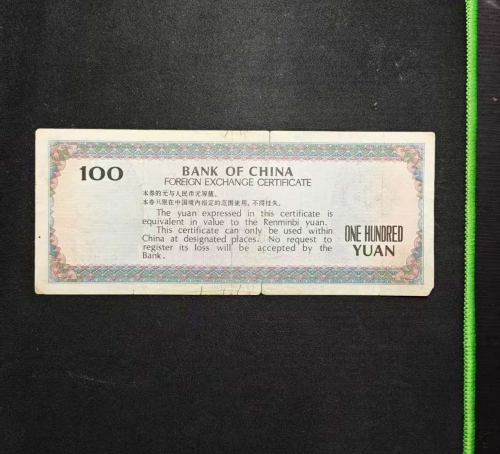 100
BANK OF CHINA
FOREIGN EXCHANGE CERTIFICATE
本券的元与人民币元等值。
本券只限在中国境内指定的范围使用,不得挂失。
The yuan expressed in this certificate is
equivalent in value to the Renminbi yuan.
This certificate can only be used within
China at designated places. No request to
register its loss will be accepted by the
Bank.
ONE HUNDRED
YUAN